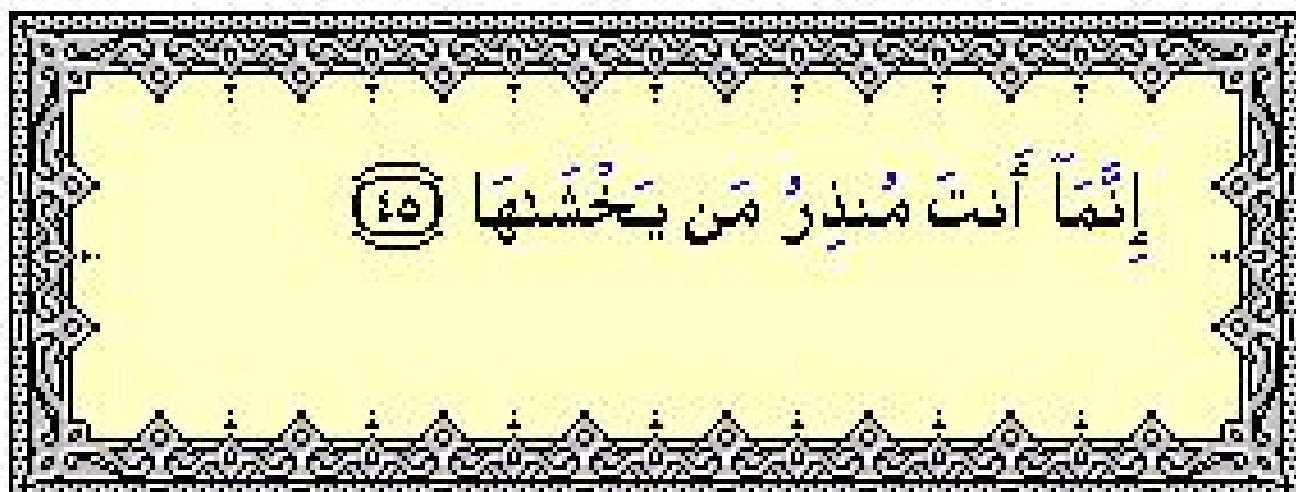 إِنَّمَآ أَنتَ مُنذِرُ مَن يَخْشَىٰهَا ٤٥